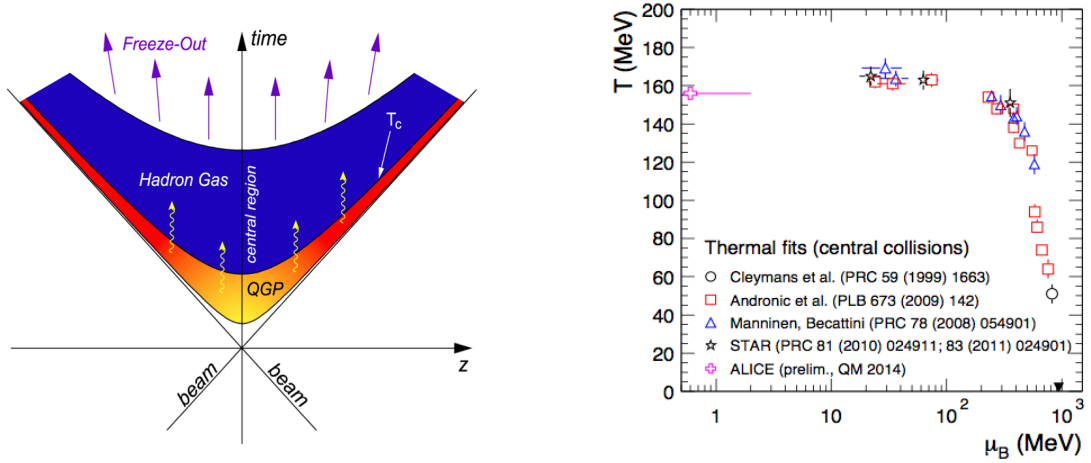 Freeze-Out
time
T_c
Hadron Gas
central region
QGP
z
beam
beam
T (MeV)
200
180
160
140
120
100
80
60
40
20
0
Thermal fits (central collisions)
Cleymans et al. (PRC 59 (1999) 1663)
Andronic et al. (PLB 673 (2009) 142)
Manninen, Becattini (PRC 78 (2008) 054901)
STAR (PRC 81 (2010) 024911; 83 (2011) 024901)
ALICE (prelim., QM 2014)
1 10 10² 10³
μ_B (MeV)